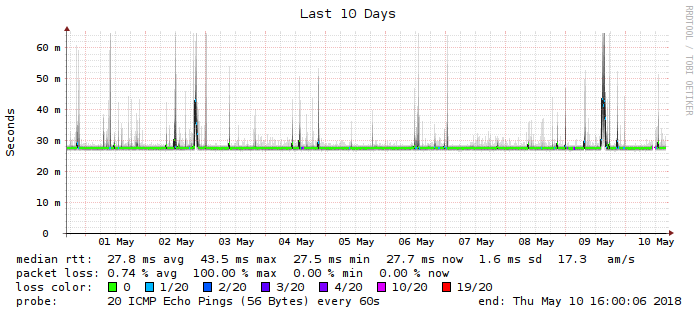 Last 10 Days
RRDTOOL / TOBI OETIKER
Seconds
60 m
50 m
40 m
30 m
20 m
10 m
0
01 May 02 May 03 May 04 May 05 May 06 May 07 May 08 May 09 May 10 May
median rtt: 27.8 ms avg 43.5 ms max 27.5 ms min 27.7 ms now 1.6 ms sd 17.3 am/s
packet loss: 0.74 % avg 100.00 % max 0.00 % min 0.00 % now
loss color: 0 1/20 2/20 3/20 4/20 10/20 19/20
probe: 20 ICMP Echo Pings (56 Bytes) every 60s end: Thu May 10 16:00:06 2018